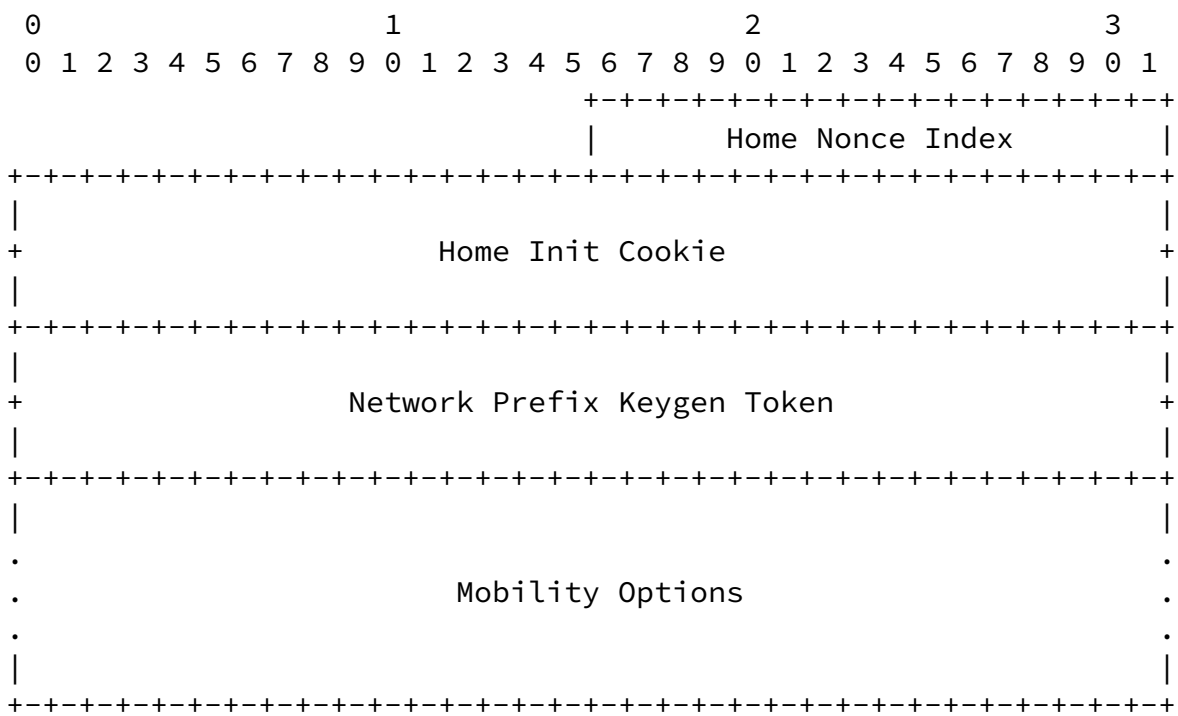 0                   1                   2                   3
 0 1 2 3 4 5 6 7 8 9 0 1 2 3 4 5 6 7 8 9 0 1 2 3 4 5 6 7 8 9 0 1
                                +-+-+-+-+-+-+-+-+-+-+-+-+-+-+-+-+
                                |       Home Nonce Index        |
+-+-+-+-+-+-+-+-+-+-+-+-+-+-+-+-+-+-+-+-+-+-+-+-+-+-+-+-+-+-+-+-+
|                                                               |
+                       Home Init Cookie                        +
|                                                               |
+-+-+-+-+-+-+-+-+-+-+-+-+-+-+-+-+-+-+-+-+-+-+-+-+-+-+-+-+-+-+-+-+
|                                                               |
+                  Network Prefix Keygen Token                  +
|                                                               |
+-+-+-+-+-+-+-+-+-+-+-+-+-+-+-+-+-+-+-+-+-+-+-+-+-+-+-+-+-+-+-+-+
|                                                               |
.                                                               .
.                        Mobility Options                       .
.                                                               .
|                                                               |
+-+-+-+-+-+-+-+-+-+-+-+-+-+-+-+-+-+-+-+-+-+-+-+-+-+-+-+-+-+-+-+-+